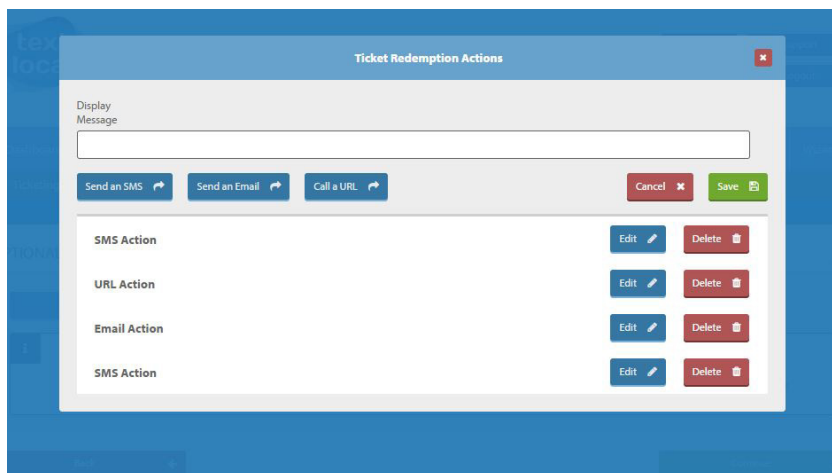 Ticket Redemption Actions
Display
Message
Send an SMS
Send an Email
Call a URL
Cancel
Save
SMS Action
Edit
Delete
URL Action
Edit
Delete
Email Action
Edit
Delete
SMS Action
Edit
Delete